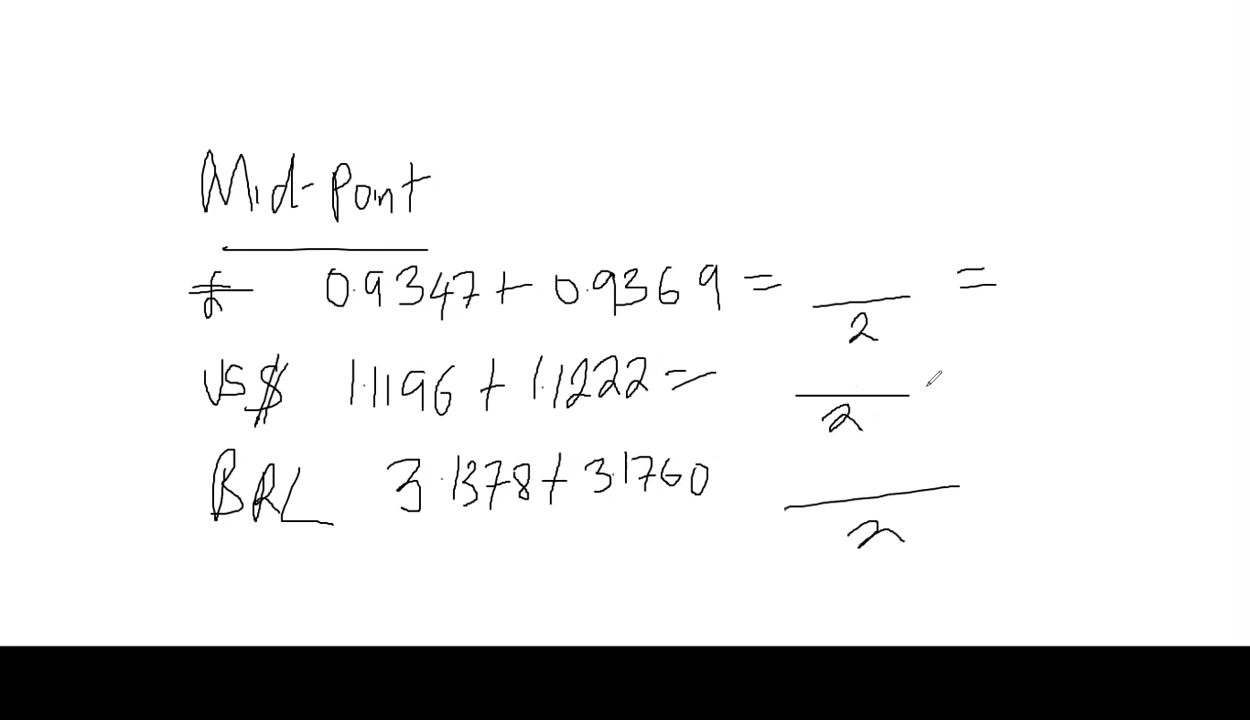 Mid-Point
£ 0.9347 + 0.9369 = 2 =
US$ 1.1196 + 1.1222 = 2
BRL 3.1378 + 3.1760 2